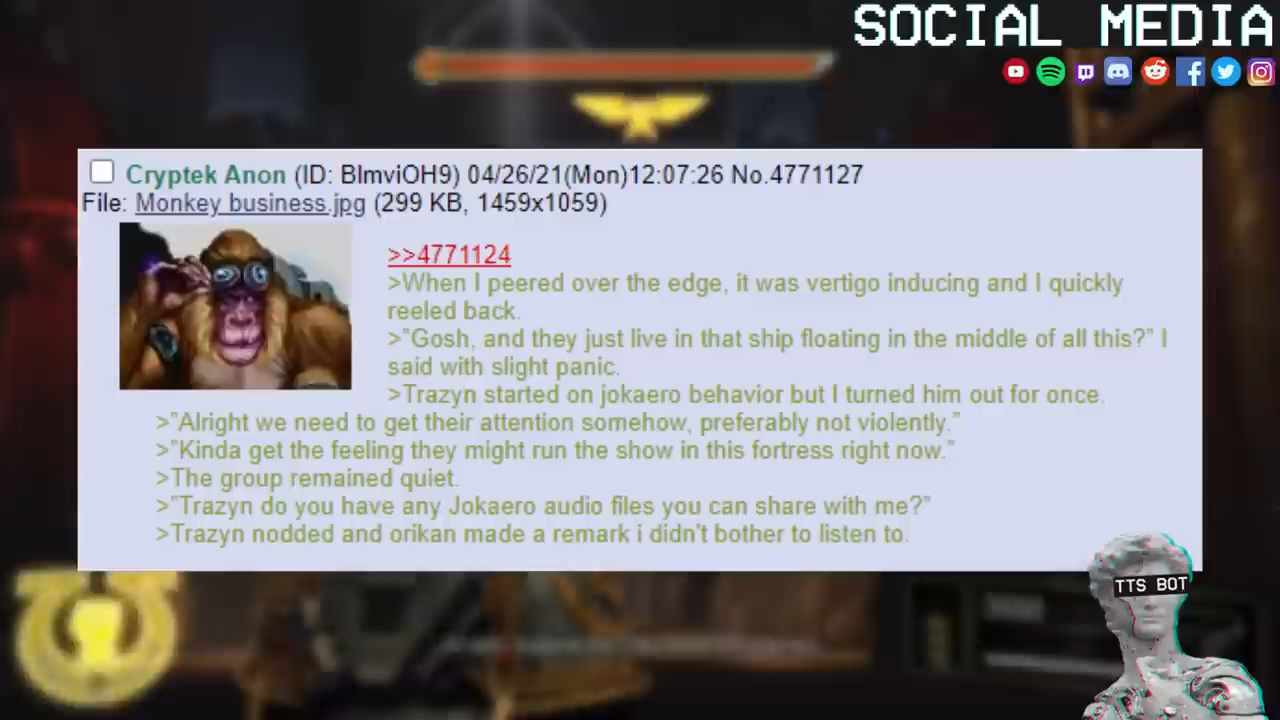 SOCIAL MEDIA
Cryptek Anon (ID: BlmviOH9) 04/26/21(Mon)12:07:26 No.4771127
File: Monkey business.jpg (299 KB, 1459x1059)
>>4771124
>When I peered over the edge, it was vertigo inducing and I quickly
reeled back.
>"Gosh, and they just live in that ship floating in the middle of all this?" I
said with slight panic.
>Trazyn started on jokaero behavior but I turned him out for once.
>"Alright we need to get their attention somehow, preferably not violently."
>"Kinda get the feeling they might run the show in this fortress right now."
>The group remained quiet.
>"Trazyn do you have any Jokaero audio files you can share with me?"
>Trazyn nodded and orikan made a remark i didn't bother to listen to.
TTS BOT